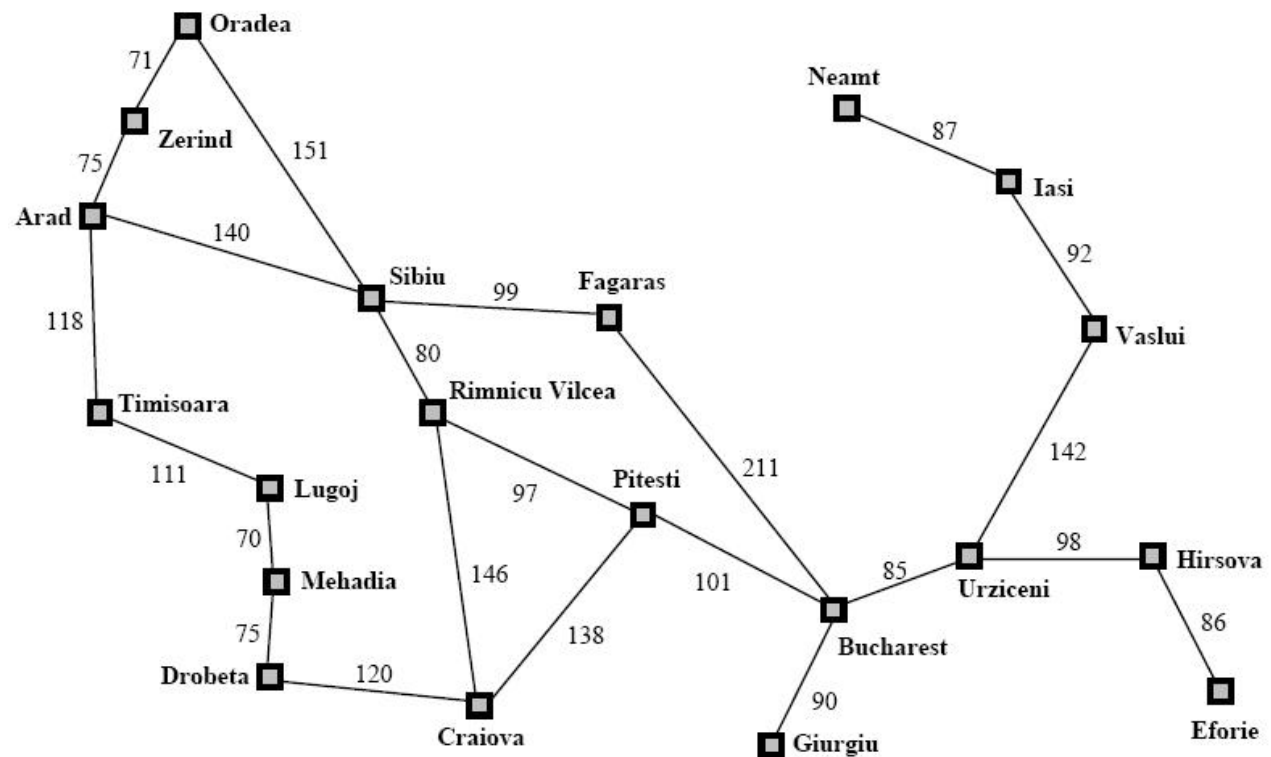 Oradea
71
Neamt
87
Zerind
151
75
Iasi
Arad
140
92
Sibiu
99
Fagaras
118
80
Vaslui
Timisoara
Rimnicu Vilcea
142
211
111
Lugoj
97
Pitesti
70
146
98
Mehadia
101
85
Hirsova
Urziceni
75
138
86
Bucharest
Drobeta
120
90
Craiova
Giurgiu
Eforie